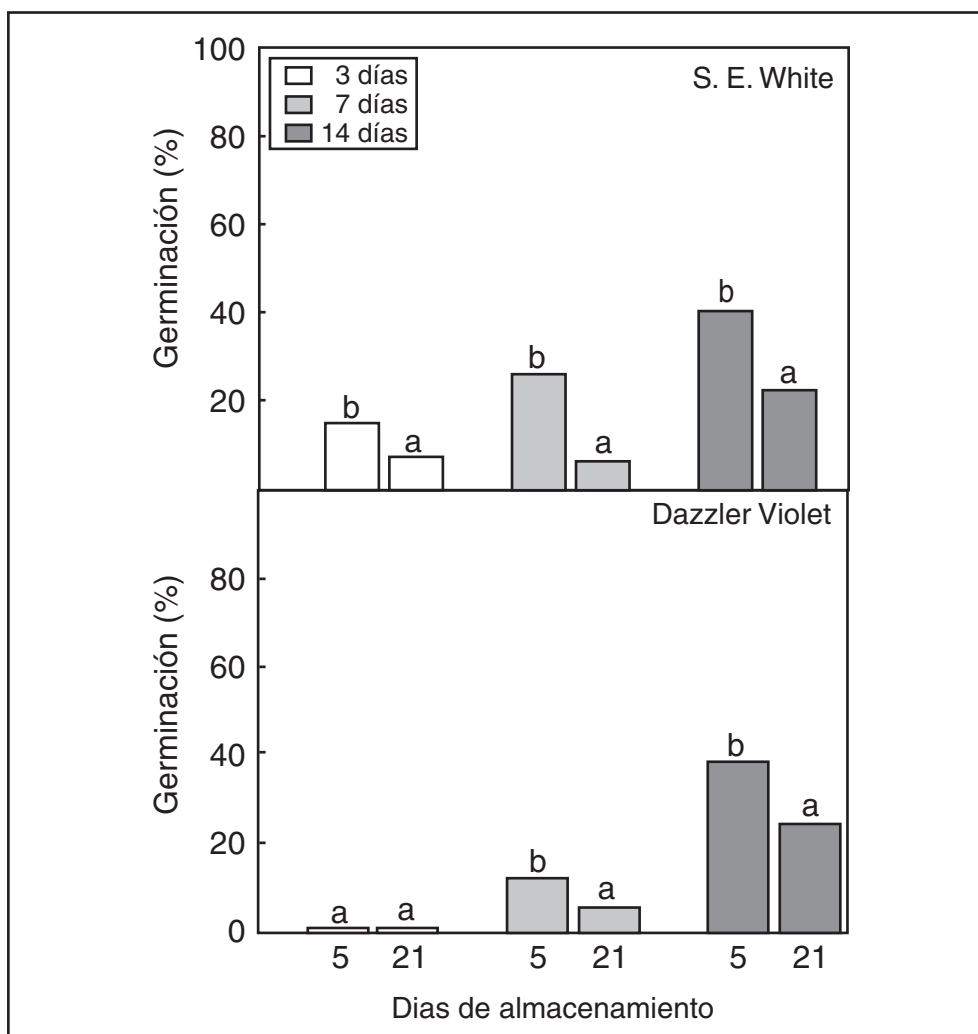 100
80
60
40
20
Germinación (%)
3 días
7 días
14 días
S. E. White
b
a
b
a
b
a
Dazzler Violet
80
60
40
20
0
Germinación (%)
a
a
b
a
b
a
5 21 5 21 5 21
Dias de almacenamiento